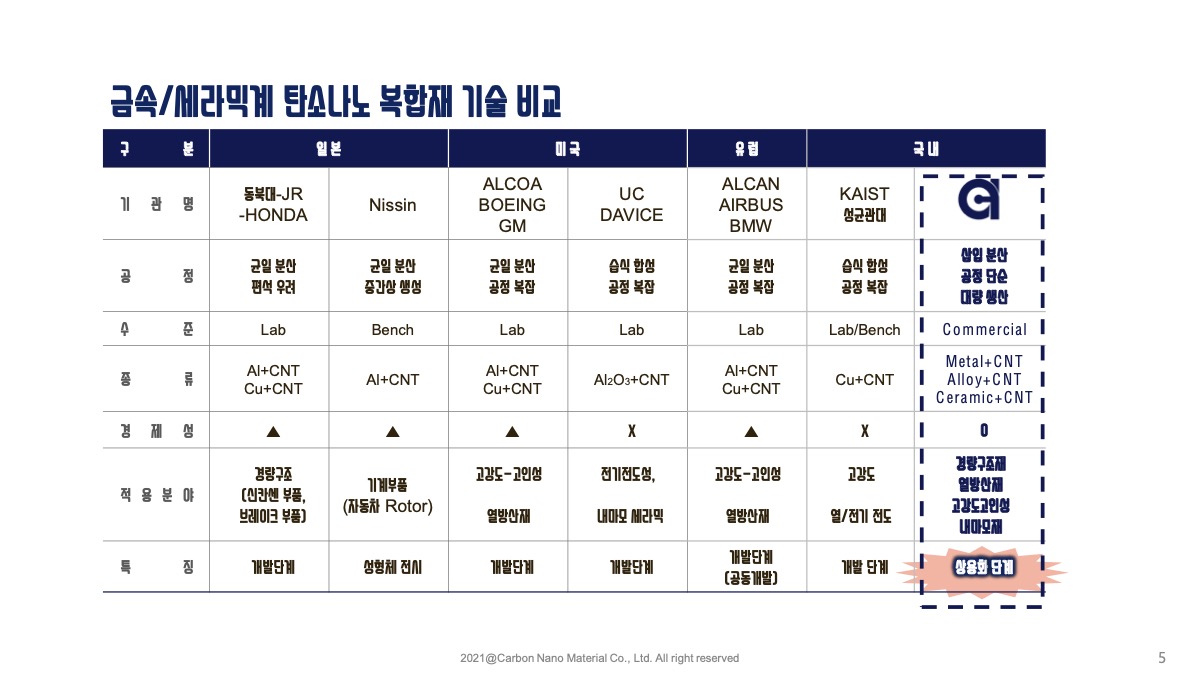 금속/세라믹계 탄소나노 복합재 기술 비교
구 분 일 본 미 국 유 럽 국 내
기 관 명
동북대-JR
-HONDA
Nissin
ALCOA
BOEING
GM
UC
DAVICE
ALCAN
AIRBUS
BMW
KAIST
성균관대
공 정
균일 분산
편석 우려
균일 분산
중간상 생성
균일 분산
공정 복잡
습식 합성
공정 복잡
균일 분산
공정 복잡
습식 합성
공정 복잡
삽입 분산
공정 단순
대량 생산
수 준 Lab Bench Lab Lab Lab Lab/Bench Commercial
종 류
Al+CNT
Cu+CNT
Al+CNT
Al+CNT
Cu+CNT
Al₂O₃+CNT
Al+CNT
Cu+CNT
Cu+CNT
Metal+CNT
Alloy+CNT
Ceramic+CNT
경 제 성 ▲ ▲ ▲ X ▲ X O
적 용 분 야
경량구조
(신칸센 부품,
브레이크 부품)
기계부품
(자동차 Rotor)
고강도-고인성
열방산재
전기전도성,
내마모 세라믹
고강도-고인성
열방산재
고강도
열/전기 전도
경량구조재
열방산재
고강도고인성
내마모재
특 징
개발단계
성형체 전시
개발단계
개발단계
개발단계
(공동개발)
개발 단계
상용화 단계
2021@Carbon Nano Material Co., Ltd. All right reserved
5